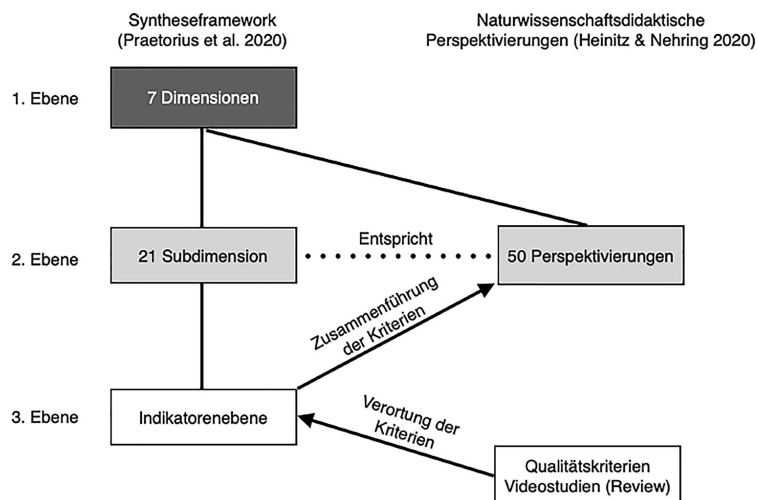 Syntheseframework
(Praetorius et al. 2020)
Naturwissenschaftsdidaktische
Perspektivierungen (Heinitz & Nehring 2020)
1. Ebene
7 Dimensionen
2. Ebene
21 Subdimension
Entspricht
50 Perspektivierungen
Zusammenführung
der Kriterien
3. Ebene
Indikatorenebene
Verortung der
Kriterien
Qualitätskriterien
Videostudien (Review)